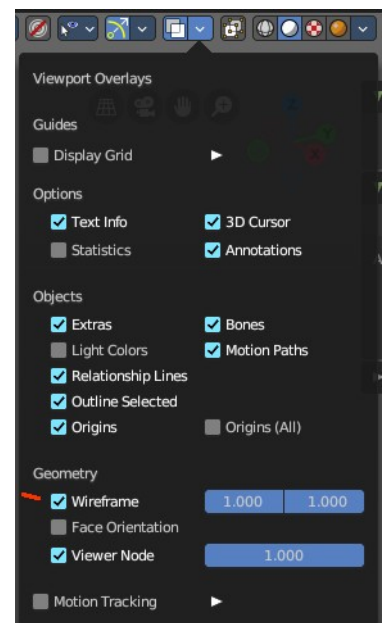 Viewport Overlays
Guides
Display Grid
Options
Text Info 3D Cursor
Statistics Annotations
Objects
Extras Bones
Light Colors Motion Paths
Relationship Lines
Outline Selected
Origins Origins (All)
Geometry
Wireframe 1.000 1.000
Face Orientation
Viewer Node 1.000
Motion Tracking